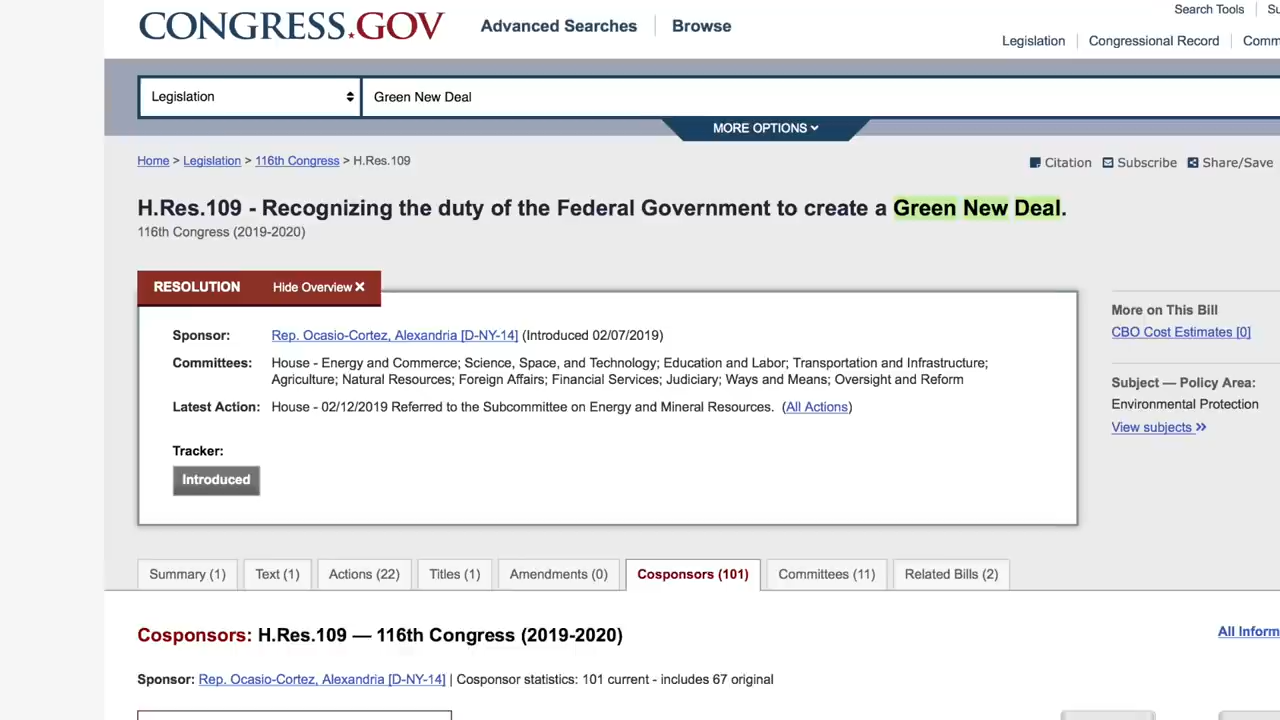 CONGRESS.GOV
Advanced Searches
Browse
Search Tools
Legislation
Congressional Record
Legislation
Green New Deal
MORE OPTIONS
Home > Legislation > 116th Congress > H.Res.109
Citation
Subscribe
Share/Save
H.Res.109 - Recognizing the duty of the Federal Government to create a Green New Deal.
116th Congress (2019-2020)
RESOLUTION
Hide Overview
Sponsor: Rep. Ocasio-Cortez, Alexandria [D-NY-14] (Introduced 02/07/2019)
Committees: House - Energy and Commerce; Science, Space, and Technology; Education and Labor; Transportation and Infrastructure;
Agriculture; Natural Resources; Foreign Affairs; Financial Services; Judiciary; Ways and Means; Oversight and Reform
Latest Action: House - 02/12/2019 Referred to the Subcommittee on Energy and Mineral Resources. (All Actions)
Tracker:
Introduced
More on This Bill
CBO Cost Estimates [0]
Subject — Policy Area:
Environmental Protection
View subjects »
Summary (1)
Text (1)
Actions (22)
Titles (1)
Amendments (0)
Cosponsors (101)
Committees (11)
Related Bills (2)
Cosponsors: H.Res.109 — 116th Congress (2019-2020)
All Inform
Sponsor: Rep. Ocasio-Cortez, Alexandria [D-NY-14] | Cosponsor statistics: 101 current - includes 67 original